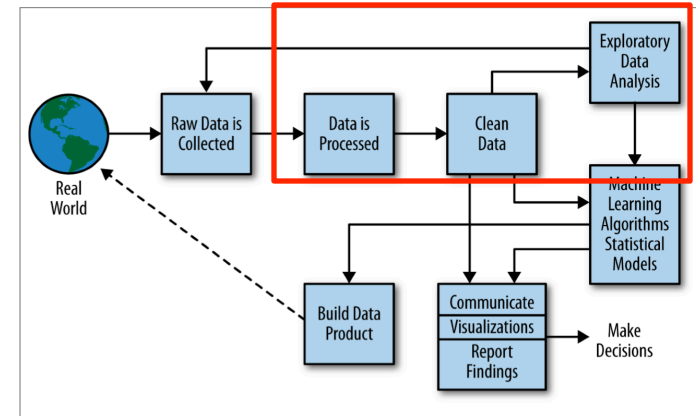 Exploratory
Data
Analysis
Raw Data is
Collected
Data is
Processed
Clean
Data
Real
World
Machine
Learning
Algorithms
Statistical
Models
Build Data
Product
Communicate
Visualizations
Report
Findings
Make
Decisions